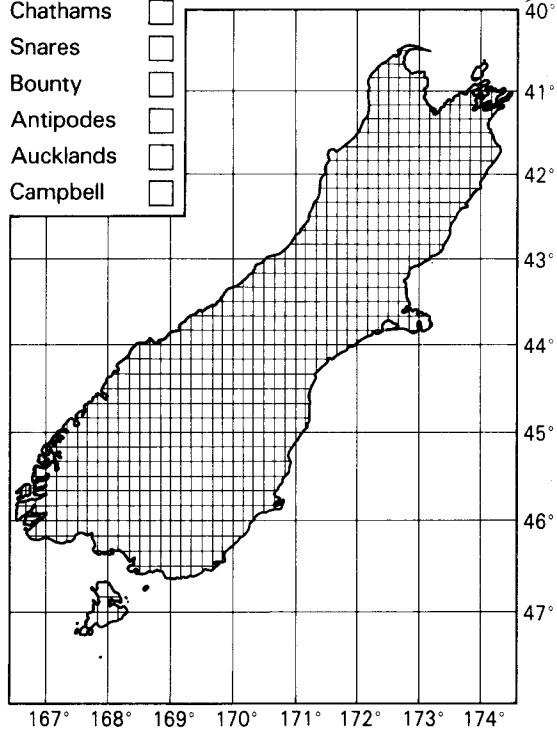 Chathams
Snares
Bounty
Antipodes
Aucklands
Campbell
40°
41°
42°
43°
44°
45°
46°
47°
167° 168° 169° 170° 171° 172° 173° 174°